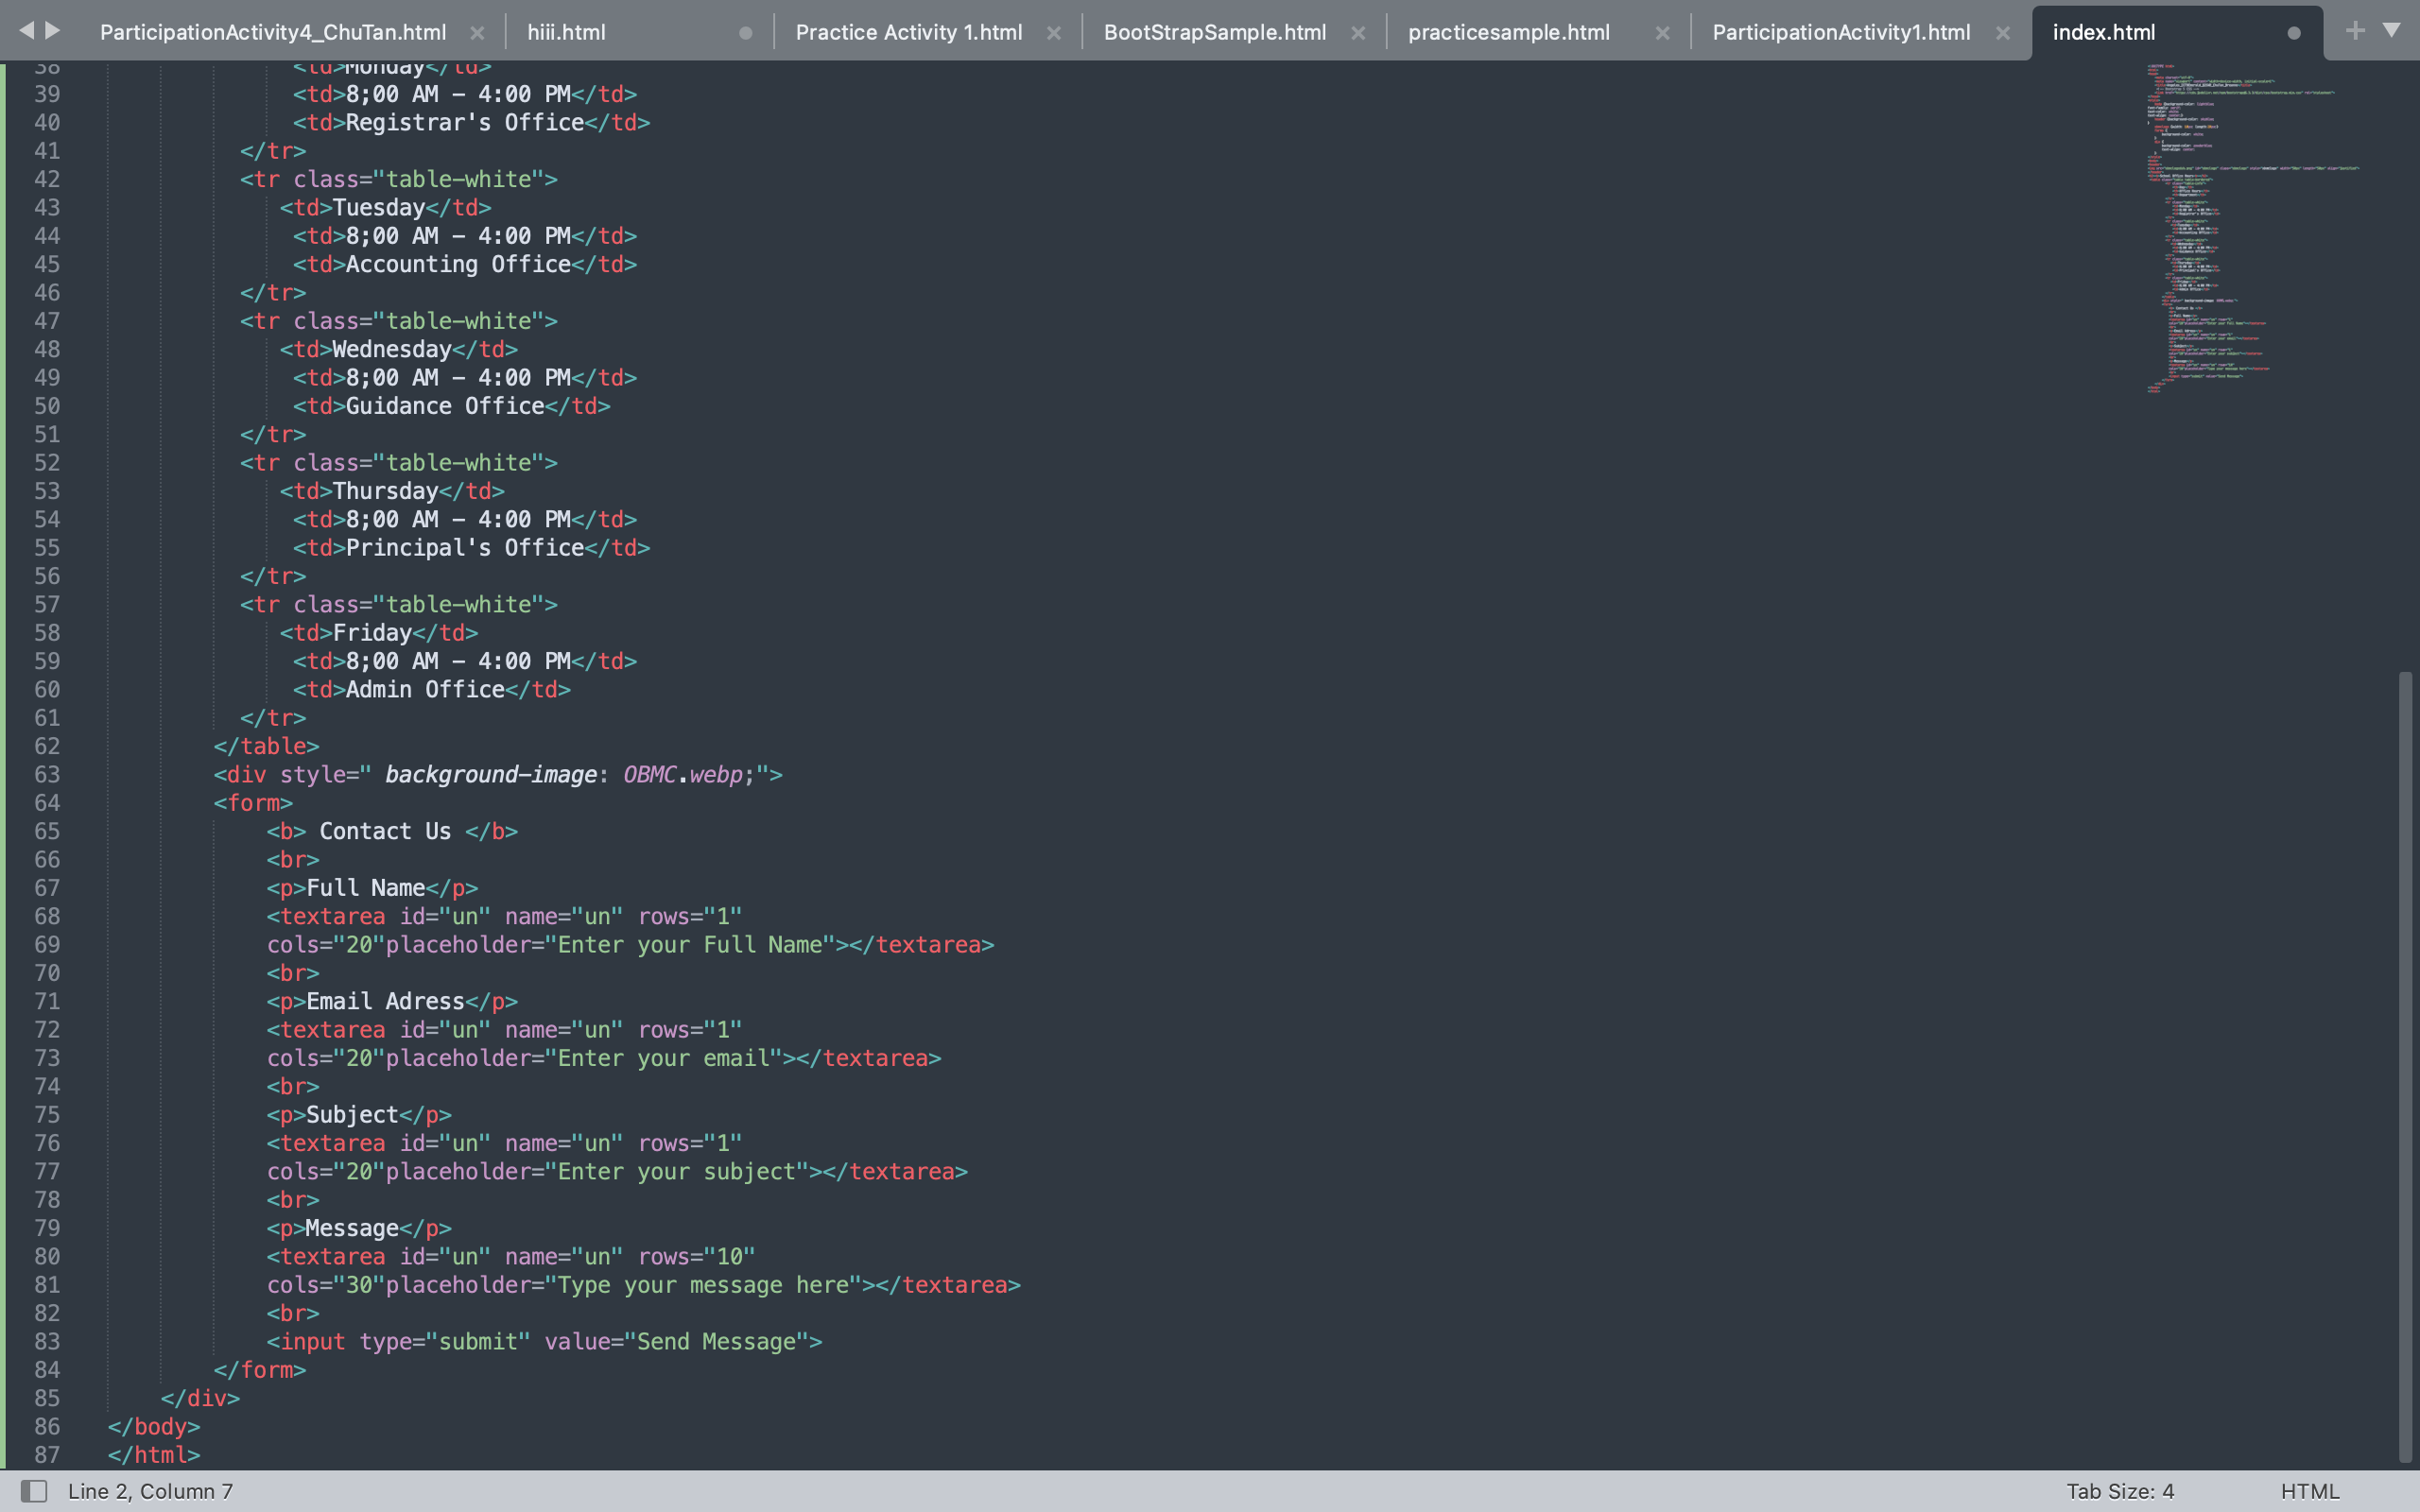 ParticipationActivity4_ChuTan.html hiii.html Practice Activity 1.html BootStrapSample.html practicesample.html ParticipationActivity1.html index.html
38 <td>Monday</td>
39 <td>8;00 AM – 4:00 PM</td>
40 <td>Registrar's Office</td>
41 </tr>
42 <tr class="table-white">
43 <td>Tuesday</td>
44 <td>8;00 AM – 4:00 PM</td>
45 <td>Accounting Office</td>
46 </tr>
47 <tr class="table-white">
48 <td>Wednesday</td>
49 <td>8;00 AM – 4:00 PM</td>
50 <td>Guidance Office</td>
51 </tr>
52 <tr class="table-white">
53 <td>Thursday</td>
54 <td>8;00 AM – 4:00 PM</td>
55 <td>Principal's Office</td>
56 </tr>
57 <tr class="table-white">
58 <td>Friday</td>
59 <td>8;00 AM – 4:00 PM</td>
60 <td>Admin Office</td>
61 </tr>
62 </table>
63 <div style=" background-image: OBMC.webp;">
64 <form>
65 <b> Contact Us </b>
66 <br>
67 <p>Full Name</p>
68 <textarea id="un" name="un" rows="1"
69 cols="20"placeholder="Enter your Full Name"></textarea>
70 <br>
71 <p>Email Adress</p>
72 <textarea id="un" name="un" rows="1"
73 cols="20"placeholder="Enter your email"></textarea>
74 <br>
75 <p>Subject</p>
76 <textarea id="un" name="un" rows="1"
77 cols="20"placeholder="Enter your subject"></textarea>
78 <br>
79 <p>Message</p>
80 <textarea id="un" name="un" rows="10"
81 cols="30"placeholder="Type your message here"></textarea>
82 <br>
83 <input type="submit" value="Send Message">
84 </form>
85 </div>
86 </body>
87 </html>
Line 2, Column 7 Tab Size: 4 HTML